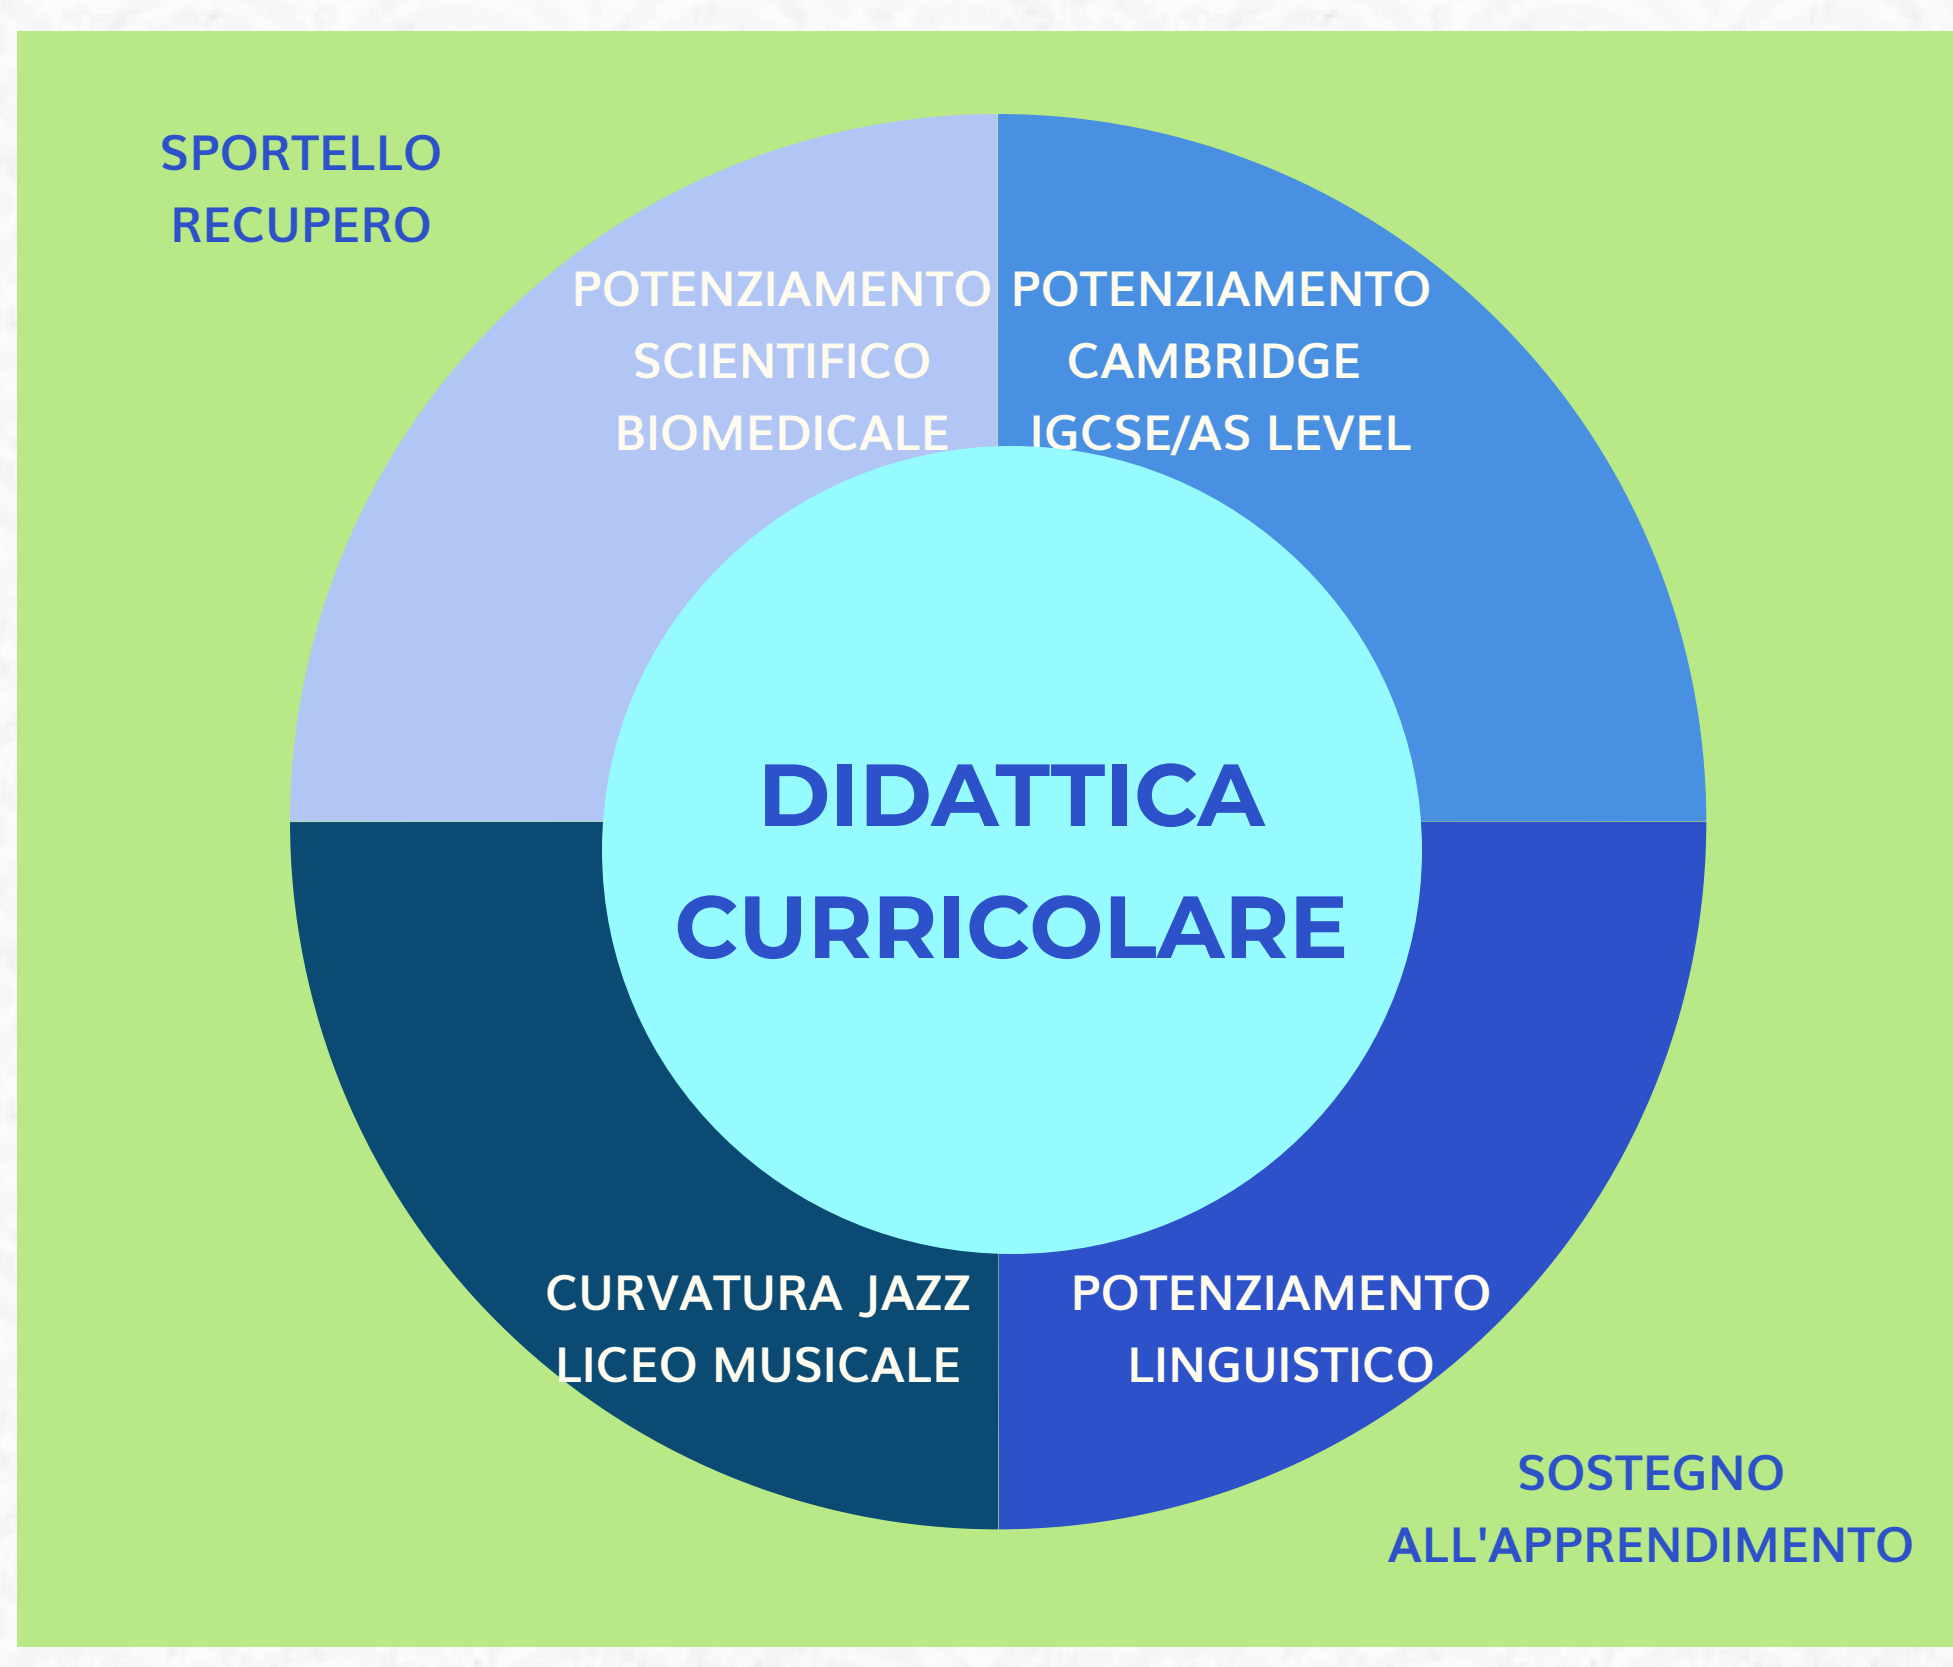 SPORTELLO
RECUPERO
POTENZIAMENTO
SCIENTIFICO
BIOMEDICALE
POTENZIAMENTO
CAMBRIDGE
IGCSE/AS LEVEL
DIDATTICA
CURRICOLARE
CURVATURA JAZZ
LICEO MUSICALE
POTENZIAMENTO
LINGUISTICO
SOSTEGNO
ALL'APPRENDIMENTO